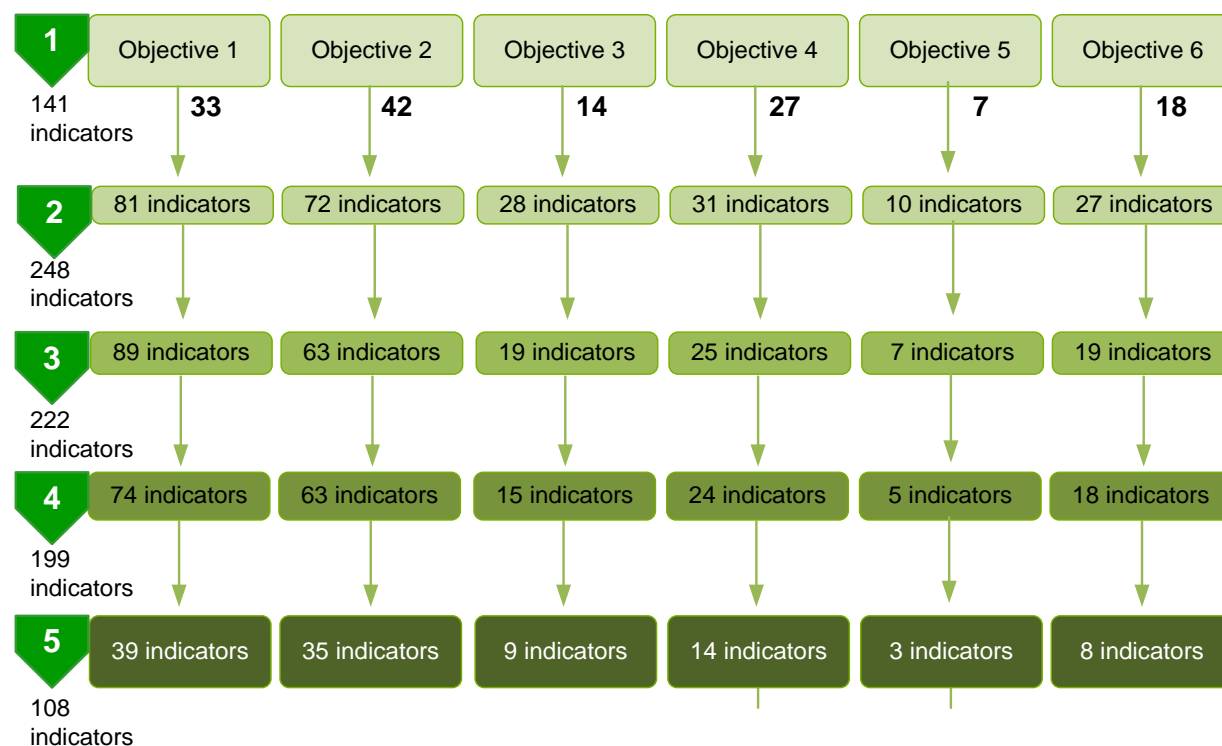 1
Objective 1
Objective 2
Objective 3
Objective 4
Objective 5
Objective 6
141
indicators
33
42
14
27
7
18
2
81 indicators
72 indicators
28 indicators
31 indicators
10 indicators
27 indicators
248
indicators
3
89 indicators
63 indicators
19 indicators
25 indicators
7 indicators
19 indicators
222
indicators
4
74 indicators
63 indicators
15 indicators
24 indicators
5 indicators
18 indicators
199
indicators
5
39 indicators
35 indicators
9 indicators
14 indicators
3 indicators
8 indicators
108
indicators